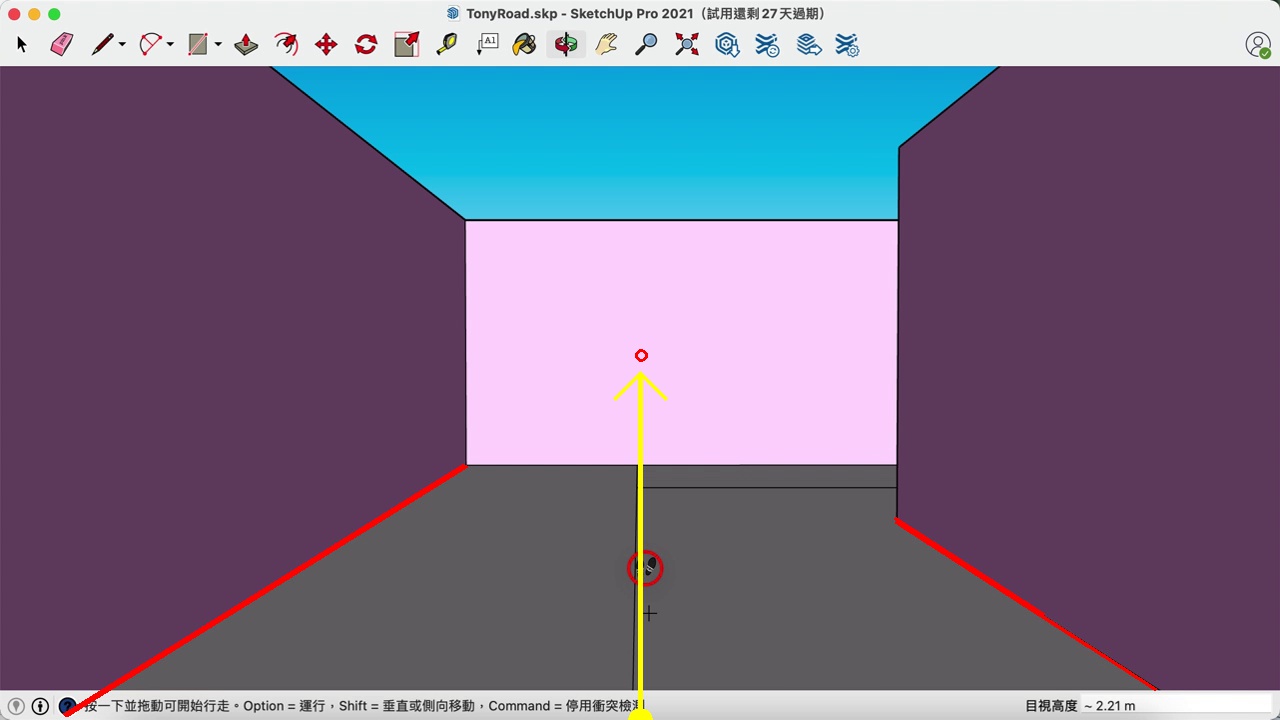 TonyRoad.skp - SketchUp Pro 2021（試用還剩 27 天過期）
A1
按一下並拖動可開始行走。Option = 運行，Shift = 垂直或側向移動，Command = 停用衝突檢測
目視高度 ~ 2.21 m